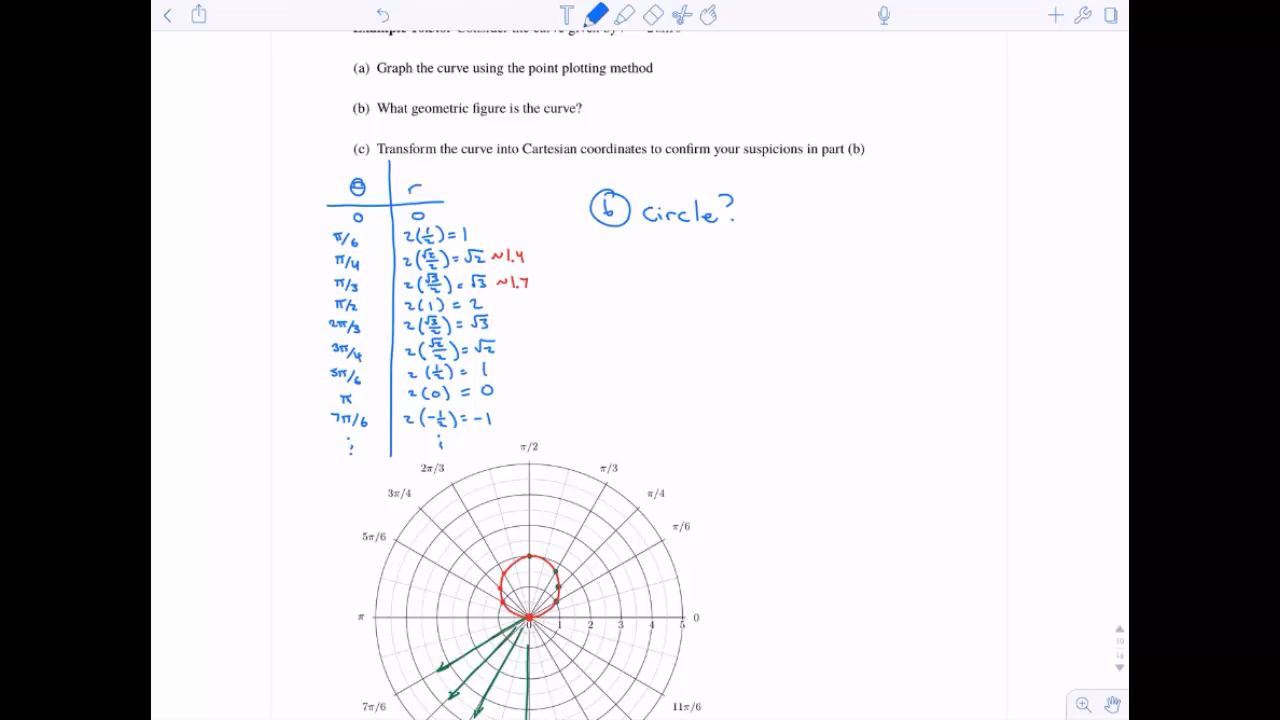 (a) Graph the curve using the point plotting method
(b) What geometric figure is the curve?
(c) Transform the curve into Cartesian coordinates to confirm your suspicions in part (b)
θ r
0 0
π/6 2(1/2) = 1
π/4 2(√2/2) = √2 ~1.4
π/3 2(√3/2) = √3 ~1.7
π/2 2(1) = 2
2π/3 2(√3/2) = √3
3π/4 2(√2/2) = √2
5π/6 2(1/2) = 1
π 2(0) = 0
7π/6 2(-1/2) = -1
⋮ ⋮
b circle?
π/2
2π/3 π/3
3π/4 π/4
5π/6 π/6
π 0
0 1 2 3 4 5
7π/6 11π/6